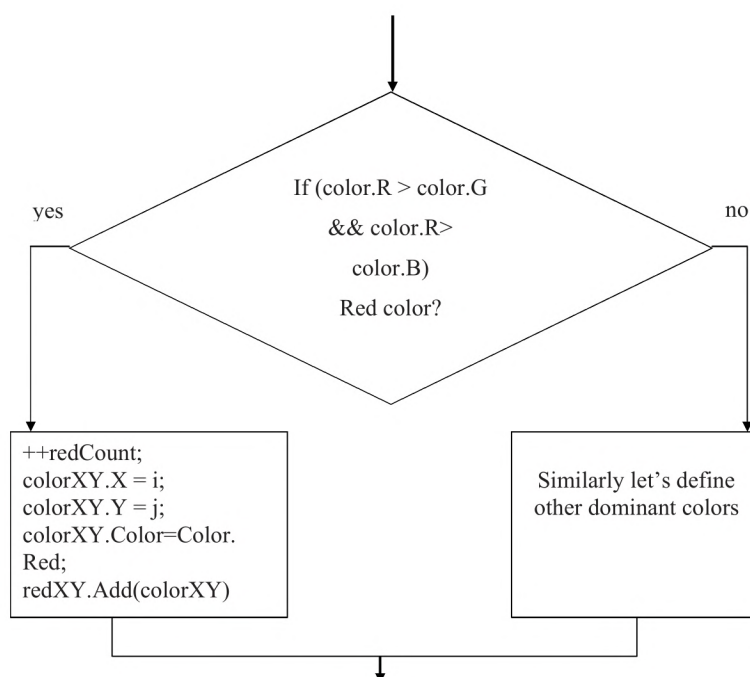 If (color.R > color.G
&& color.R>
color.B)
Red color?
yes
no
++redCount;
colorXY.X = i;
colorXY.Y = j;
colorXY.Color=Color.
Red;
redXY.Add(colorXY)
Similarly let’s define
other dominant colors